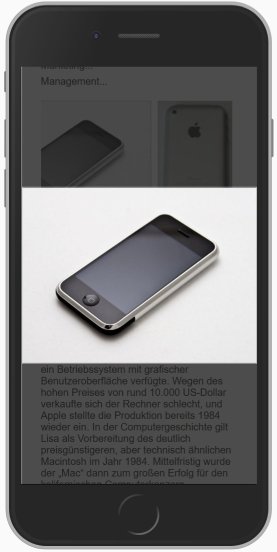 Marketing...
Management...
ein Betriebssystem mit grafischer
Benutzeroberfläche verfügte. Wegen des
hohen Preises von rund 10.000 US-Dollar
verkaufte sich der Rechner schlecht, und
Apple stellte die Produktion bereits 1984
wieder ein. In der Computergeschichte gilt
Lisa als Vorbereitung des deutlich
preisgünstigeren, aber technisch ähnlichen
Macintosh im Jahr 1984. Mittelfristig wurde
der „Mac“ dann zum großen Erfolg für den
kalifornischen Computerkonzern